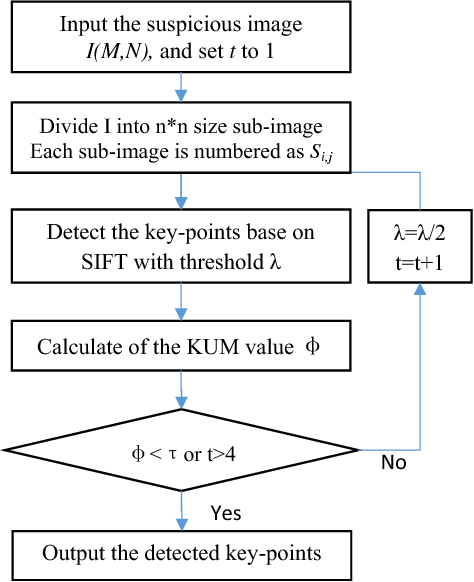 Input the suspicious image
I(M,N), and set t to 1
Divide I into n*n size sub-image
Each sub-image is numbered as Si,j
Detect the key-points base on
SIFT with threshold λ
λ=λ/2
t=t+1
Calculate of the KUM value ϕ
ϕ < τ or t>4
No
Yes
Output the detected key-points